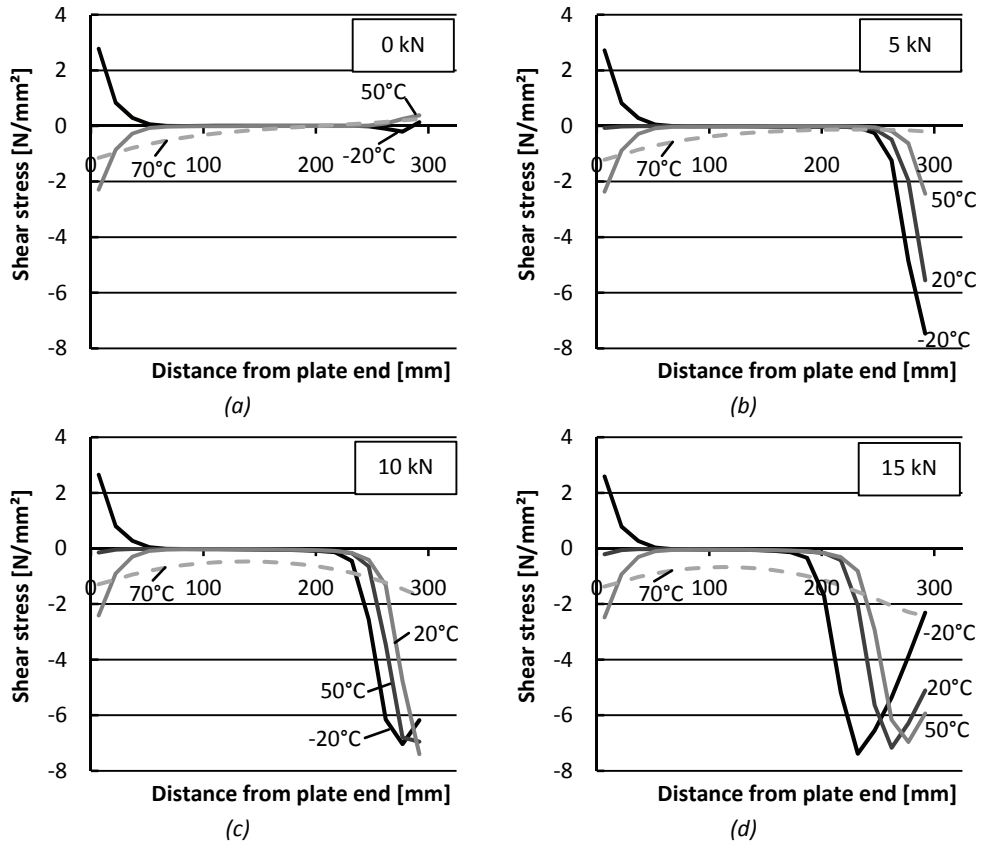 4
2
0
-2
-4
-6
-8
0
100
200
300
Shear stress [N/mm²]
Distance from plate end [mm]
0 kN
50°C
-20°C
70°C
(a)
4
2
0
-2
-4
-6
-8
0
100
200
300
Shear stress [N/mm²]
Distance from plate end [mm]
5 kN
70°C
50°C
20°C
-20°C
(b)
4
2
0
-2
-4
-6
-8
0
100
200
300
Shear stress [N/mm²]
Distance from plate end [mm]
10 kN
70°C
20°C
50°C
-20°C
(c)
4
2
0
-2
-4
-6
-8
0
100
200
300
Shear stress [N/mm²]
Distance from plate end [mm]
15 kN
70°C
-20°C
20°C
50°C
(d)